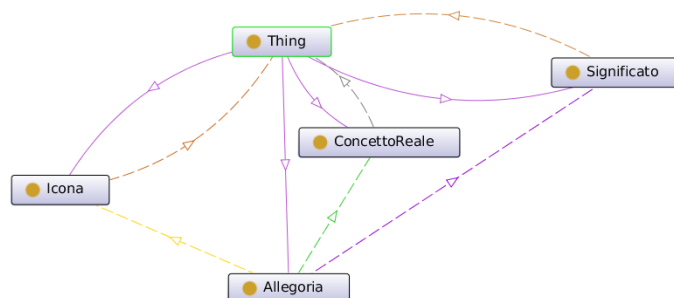 Thing
Significato
ConcettoReale
Icona
Allegoria